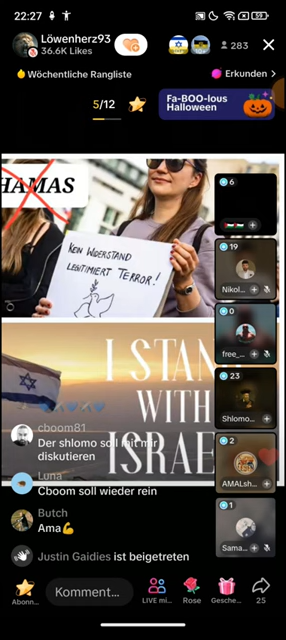 22:27
59
Löwenherz93
36.6K Likes
283
Wöchentliche Rangliste
Erkunden >
5/12
Fa-BOO-lous
Halloween
HAMAS
KEIN WIDERSTAND
LEGITIMIERT TERROR!
I STAN
WITH
ISRAE
6
19
Nikol...
0
free_...
23
Shlomo...
2
AMALsh...
1
Sama...
cboom81
Der shlomo soll mit mir
diskutieren
Luna
Cboom soll wieder rein
Butch
Ama💪
Justin Gaidies ist beigetreten
Abonn...
Komment...
LIVE mi...
Rose
Gesche...
25